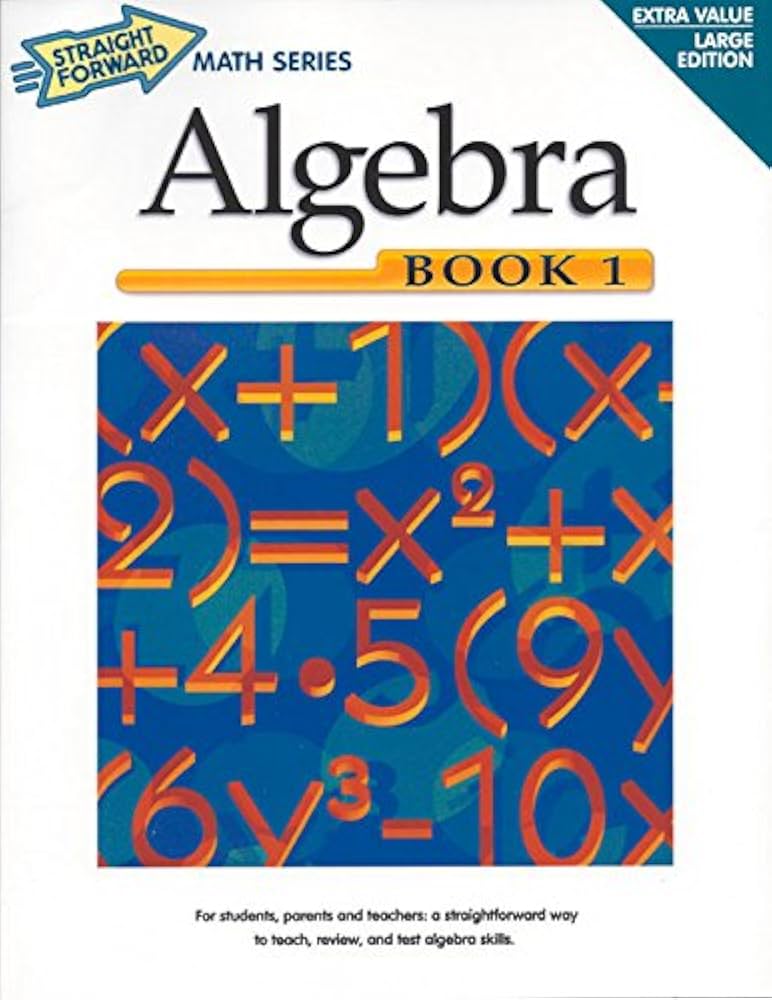 STRAIGHT
FORWARD
MATH SERIES
EXTRA VALUE
LARGE
EDITION
Algebra
BOOK 1
(x+1)(x-
2)=x²+x
+4•5(9y
(6y³-10x
For students, parents and teachers: a straightforward way
to teach, review, and test algebra skills.